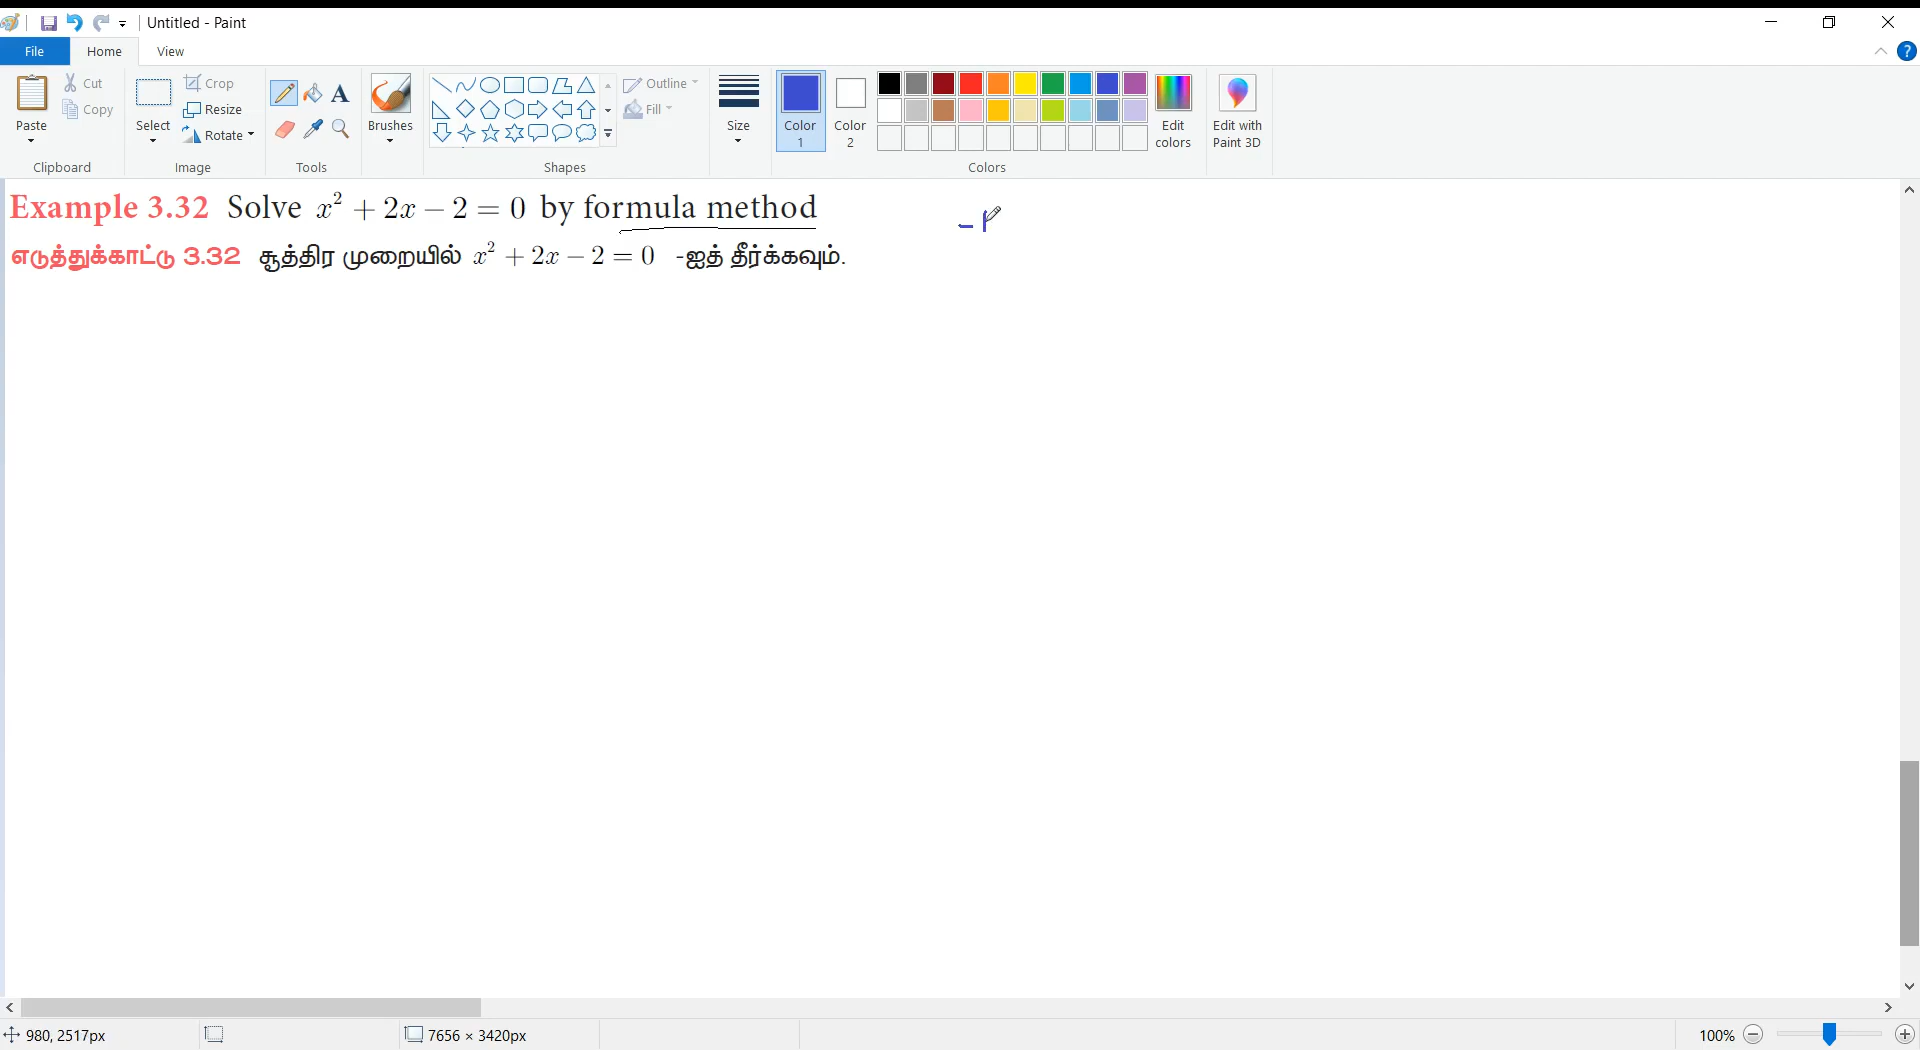 Untitled - Paint
File Home View
Paste
Cut
Copy
Clipboard
Select
Crop
Resize
Rotate
Image
A
Tools
Brushes
Outline
Fill
Shapes
Size
Color 1
Color 2
Edit colors
Edit with Paint 3D
Colors
Example 3.32 Solve x² + 2x − 2 = 0 by formula method
எடுத்துக்காட்டு 3.32 சூத்திர முறையில் x² + 2x − 2 = 0 -ஐத் தீர்க்கவும்.
980, 2517px
7656 × 3420px
100%